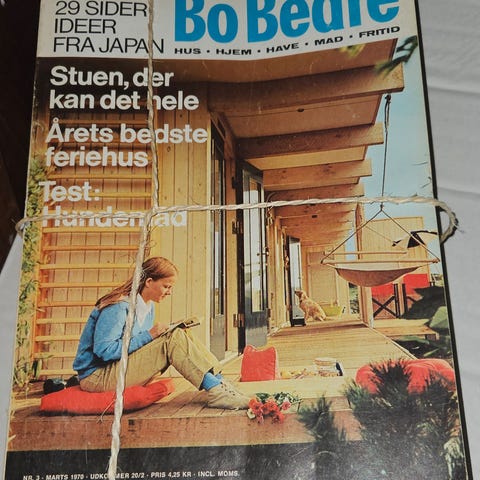 29 SIDER
IDEER
FRA JAPAN
Bo Bedre
HUS • HJEM • HAVE • MAD • FRITID
Stuen, der
kan det hele
Årets bedste
feriehus
Test:
Hundemad
NR. 3 - MARTS 1970 - UDKOMMER 20/2 - PRIS 4,25 KR - INCL. MOMS.